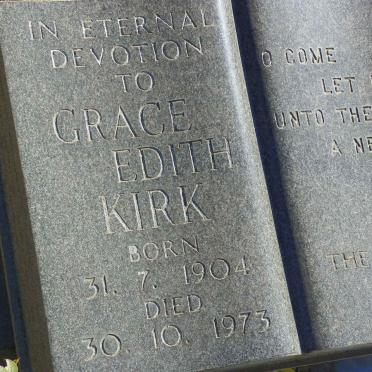 IN ETERNAL
DEVOTION
TO
GRACE
EDITH
KIRK
BORN
31. 7. 1904
DIED
30. 10. 1973
O COME
LET
UNTO THE
A NE
THE